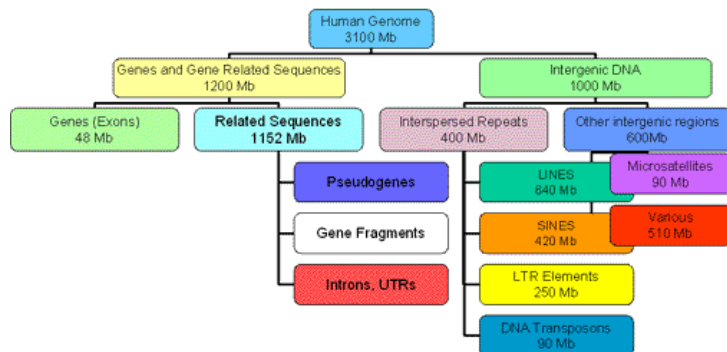 Human Genome
3100 Mb
Genes and Gene Related Sequences
1200 Mb
Intergenic DNA
1000 Mb
Genes (Exons)
48 Mb
Related Sequences
1152 Mb
Interspersed Repeats
400 Mb
Other intergenic regions
600Mb
Pseudogenes
LINES
640 Mb
Microsatellites
90 Mb
Gene Fragments
SINES
420 Mb
Various
510 Mb
Introns, UTRs
LTR Elements
250 Mb
DNA Transposons
90 Mb